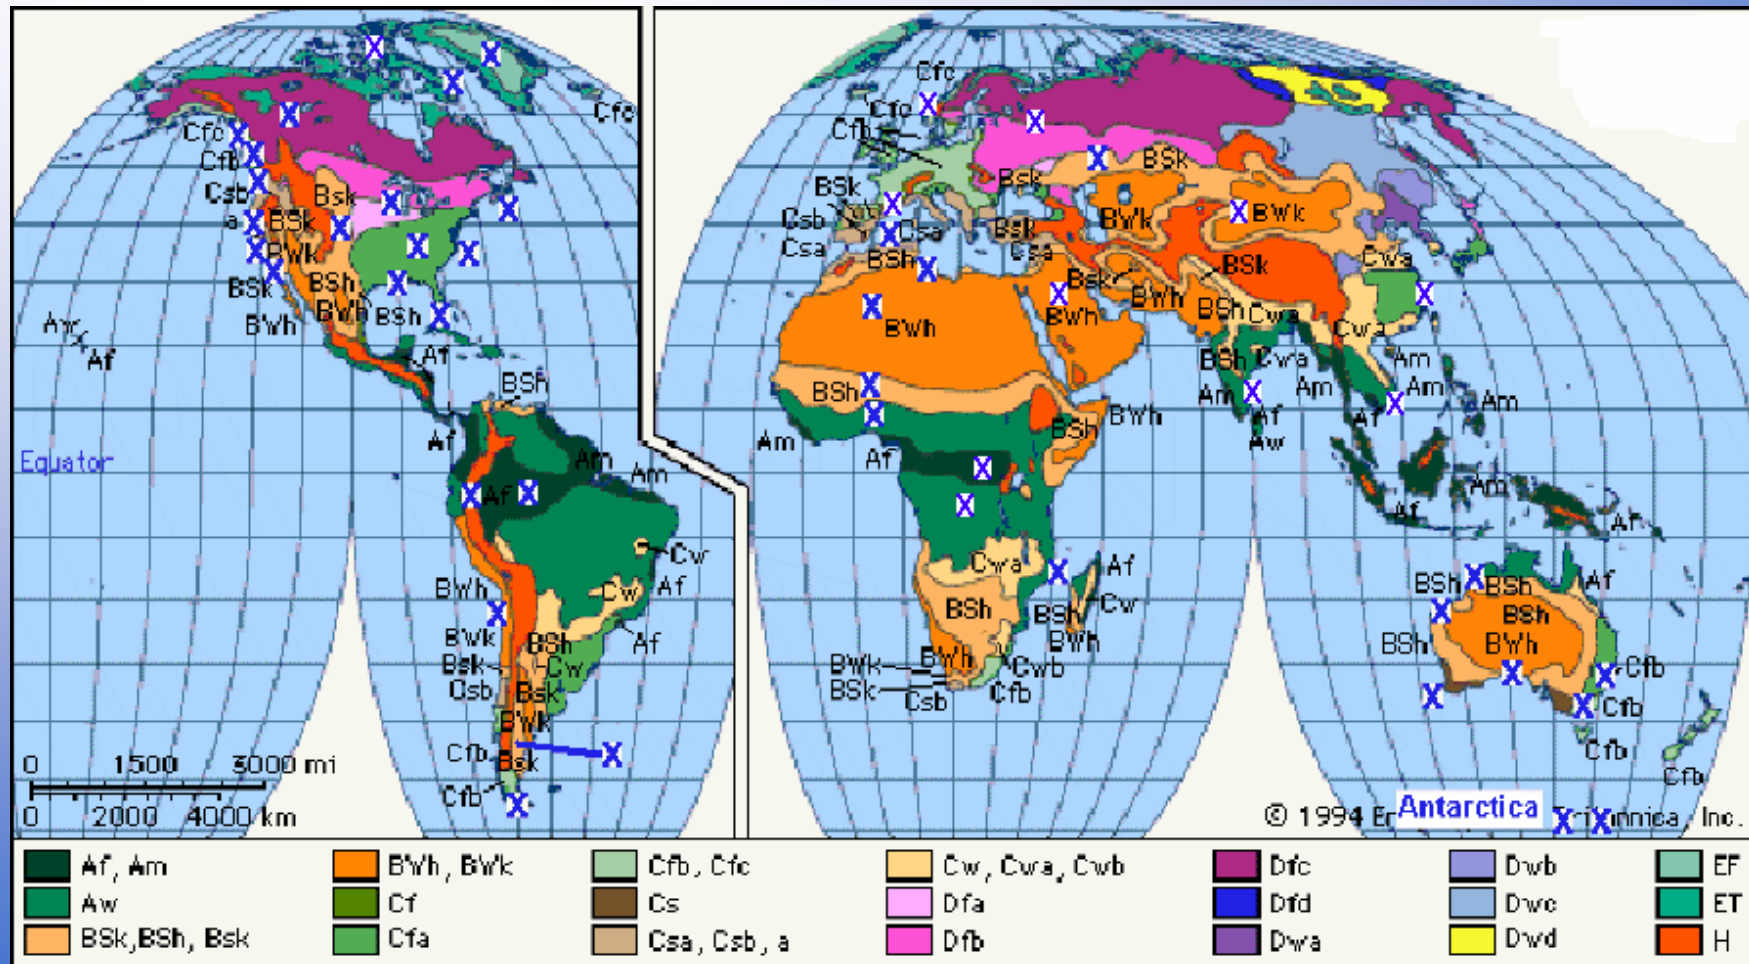 Cfc
Cfc
Cfc
Cfb
Cfc
Cfb
Csb
a
BSk
Bsk
BWk
BSk
BSh
BWh
BWh
BSh
Aw
Af
Af
BSh
Af
Equator
Af
Am
Am
Cw
Cw
Af
BWh
BWk
BSh
Af
Bsk
Cw
Csb
Bsk
BWk
Cfb
Bsk
Cfb
0 1500 3000 mi
0 2000 4000 km
BSk
Csb
Csa
Csa
BSh
Bsk
Bsk
Csa
BSk
BWk
BWk
Bsk
BWh
BSk
BSh
Cwa
Cwa
Cwa
BWh
BWh
BSh
Am
Af
BSh
BWh
BSh
Cwa
Am
Af
Aw
Am
Am
Am
Af
Am
Am
Af
Af
Cwa
Af
Cw
BSh
BSh
BWh
BWk
BWh
BSk
Csb
Cwb
Cfb
BSh
BSh
Af
BSh
BSh
BWh
Cfb
Cfb
Cfb
Cfb
Antarctica
© 1994 Inc.
Af, Am
Aw
BSk,BSh, Bsk
BWh, BWk
Cf
Cfa
Cfb, Cfc
Cs
Csa, Csb, a
Cw, Cwa, Cwb
Dfa
Dfb
Dfc
Dfd
Dwa
Dwb
Dwc
Dwd
EF
ET
H